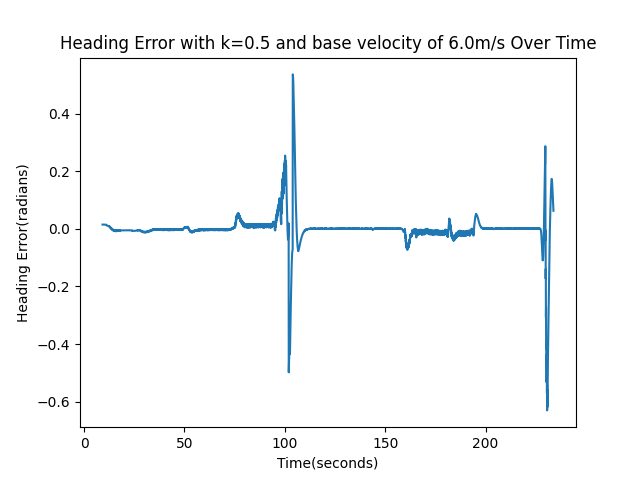 Heading Error with k=0.5 and base velocity of 6.0m/s Over Time
Heading Error(radians)
0.4
0.2
0.0
−0.2
−0.4
−0.6
0 50 100 150 200
Time(seconds)